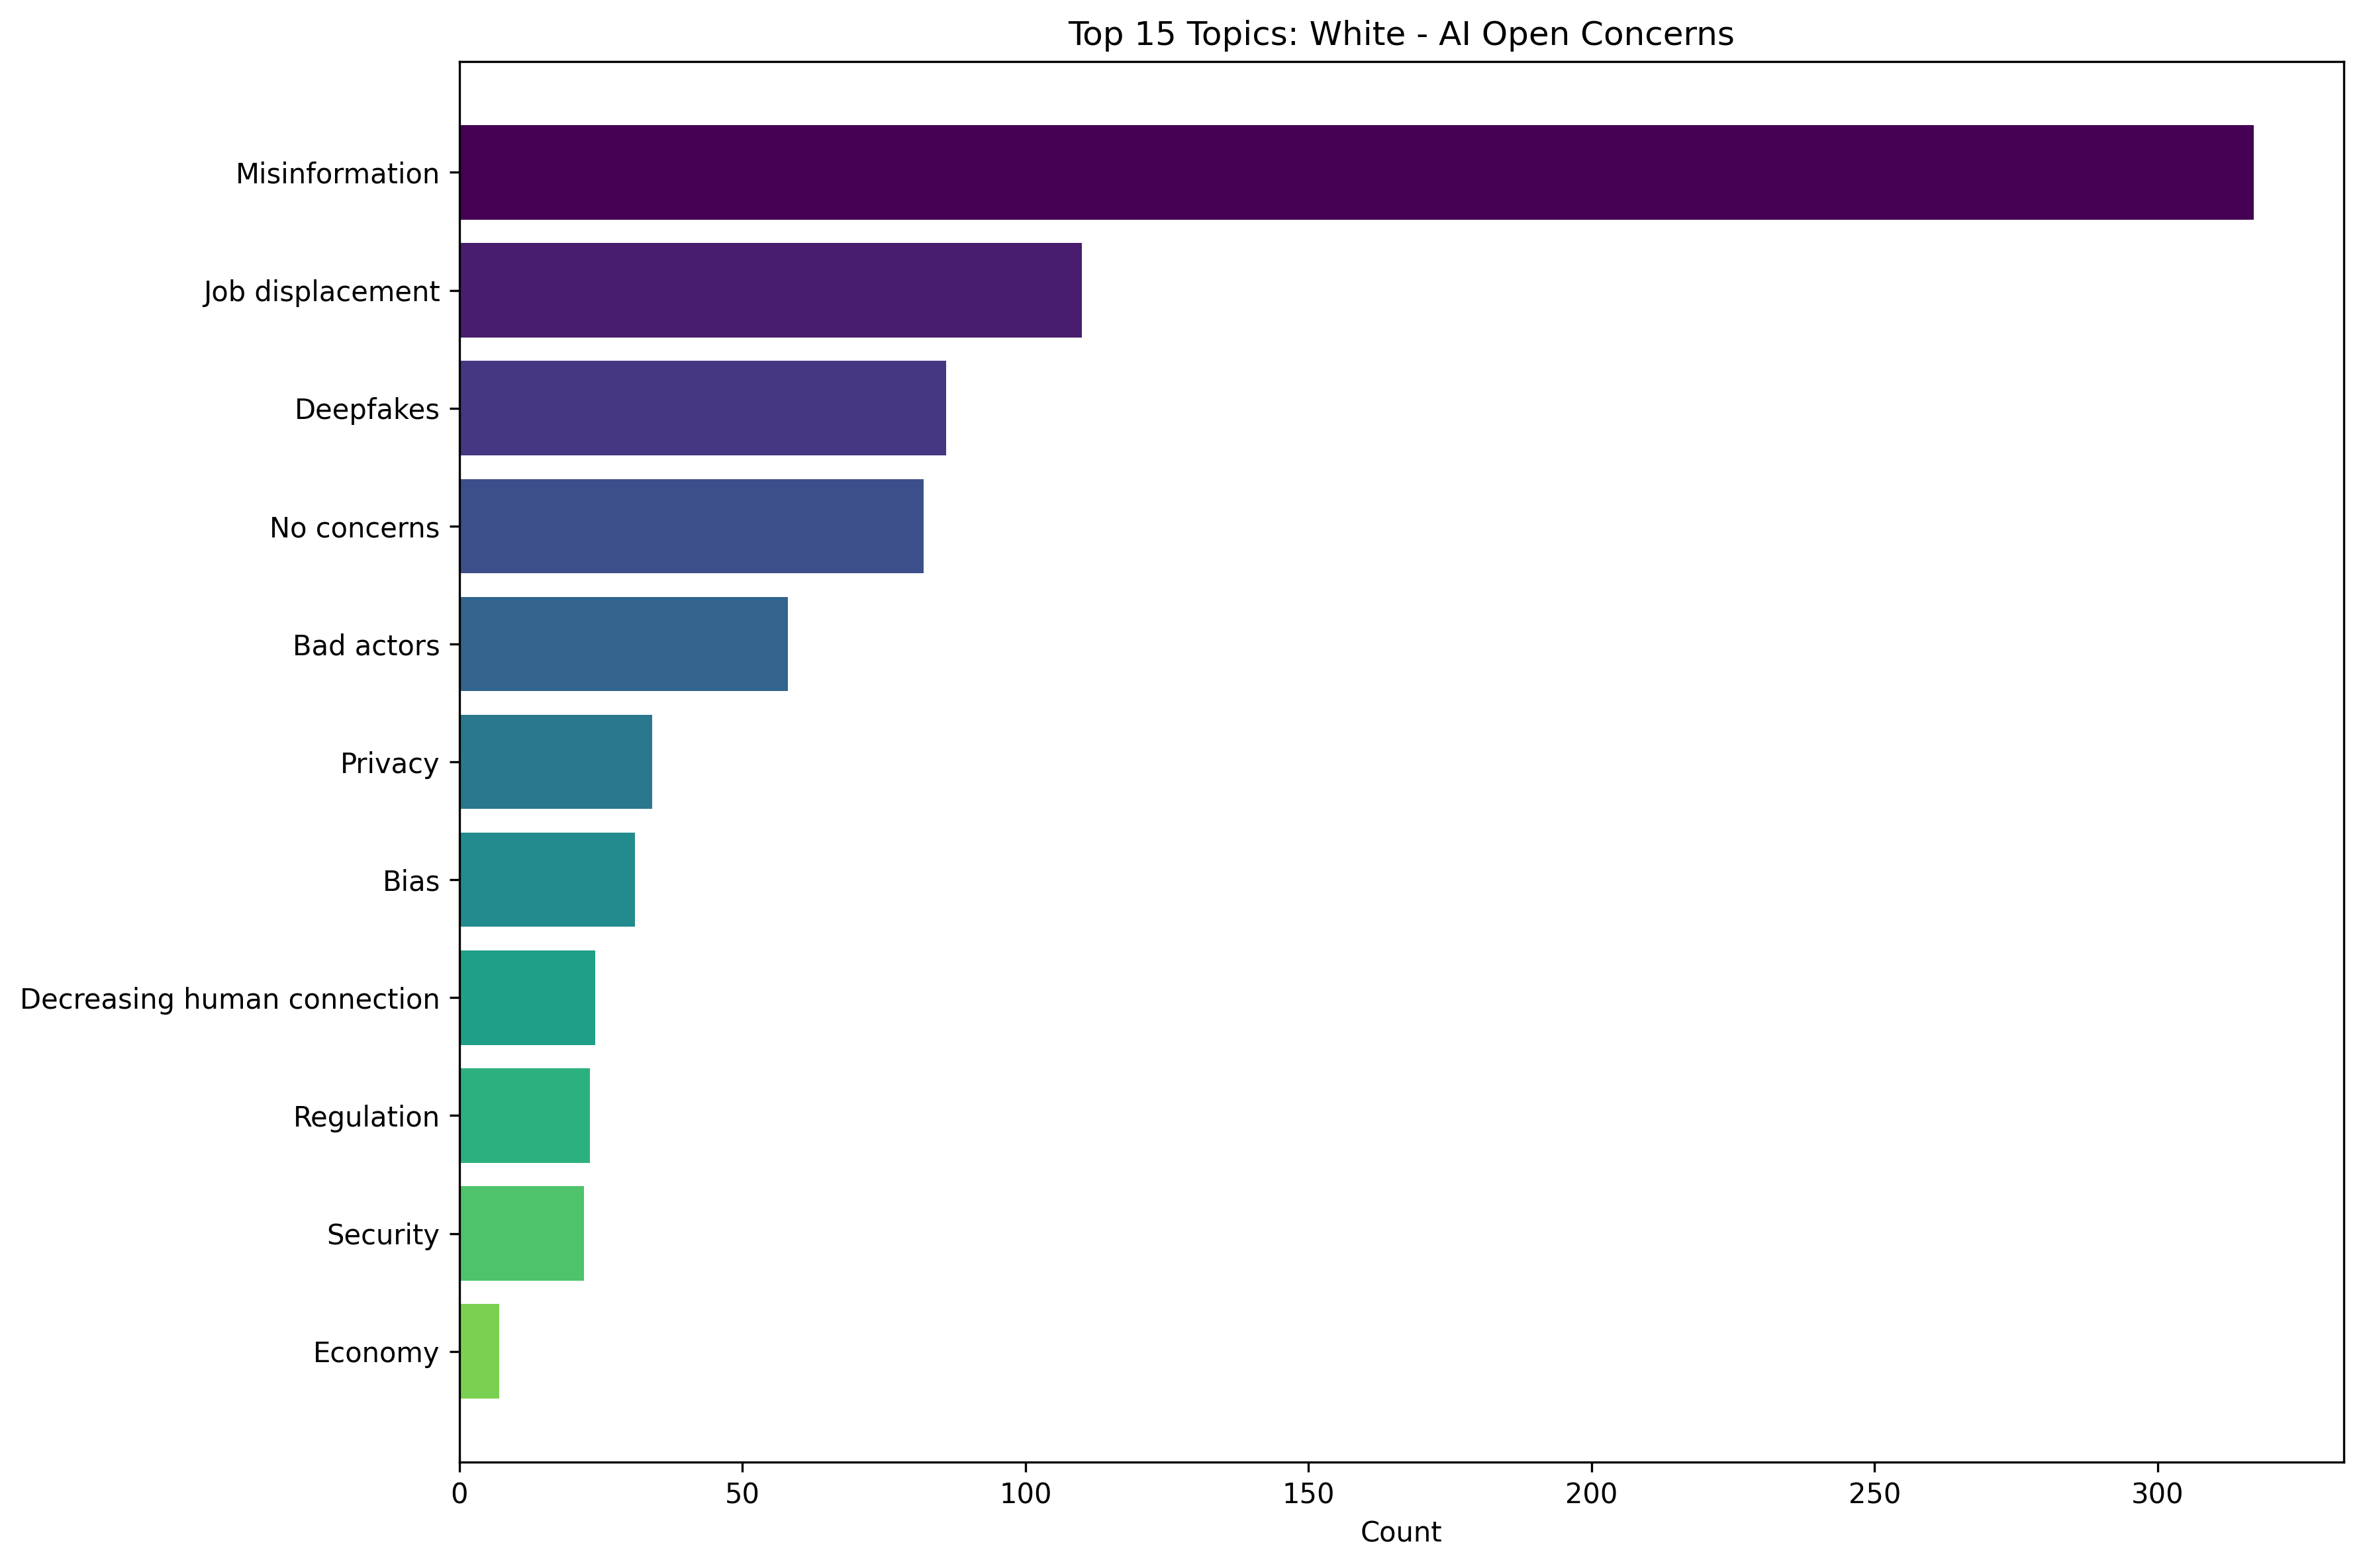 Top 15 Topics: White - AI Open Concerns
Misinformation
Job displacement
Deepfakes
No concerns
Bad actors
Privacy
Bias
Decreasing human connection
Regulation
Security
Economy
0 50 100 150 200 250 300
Count